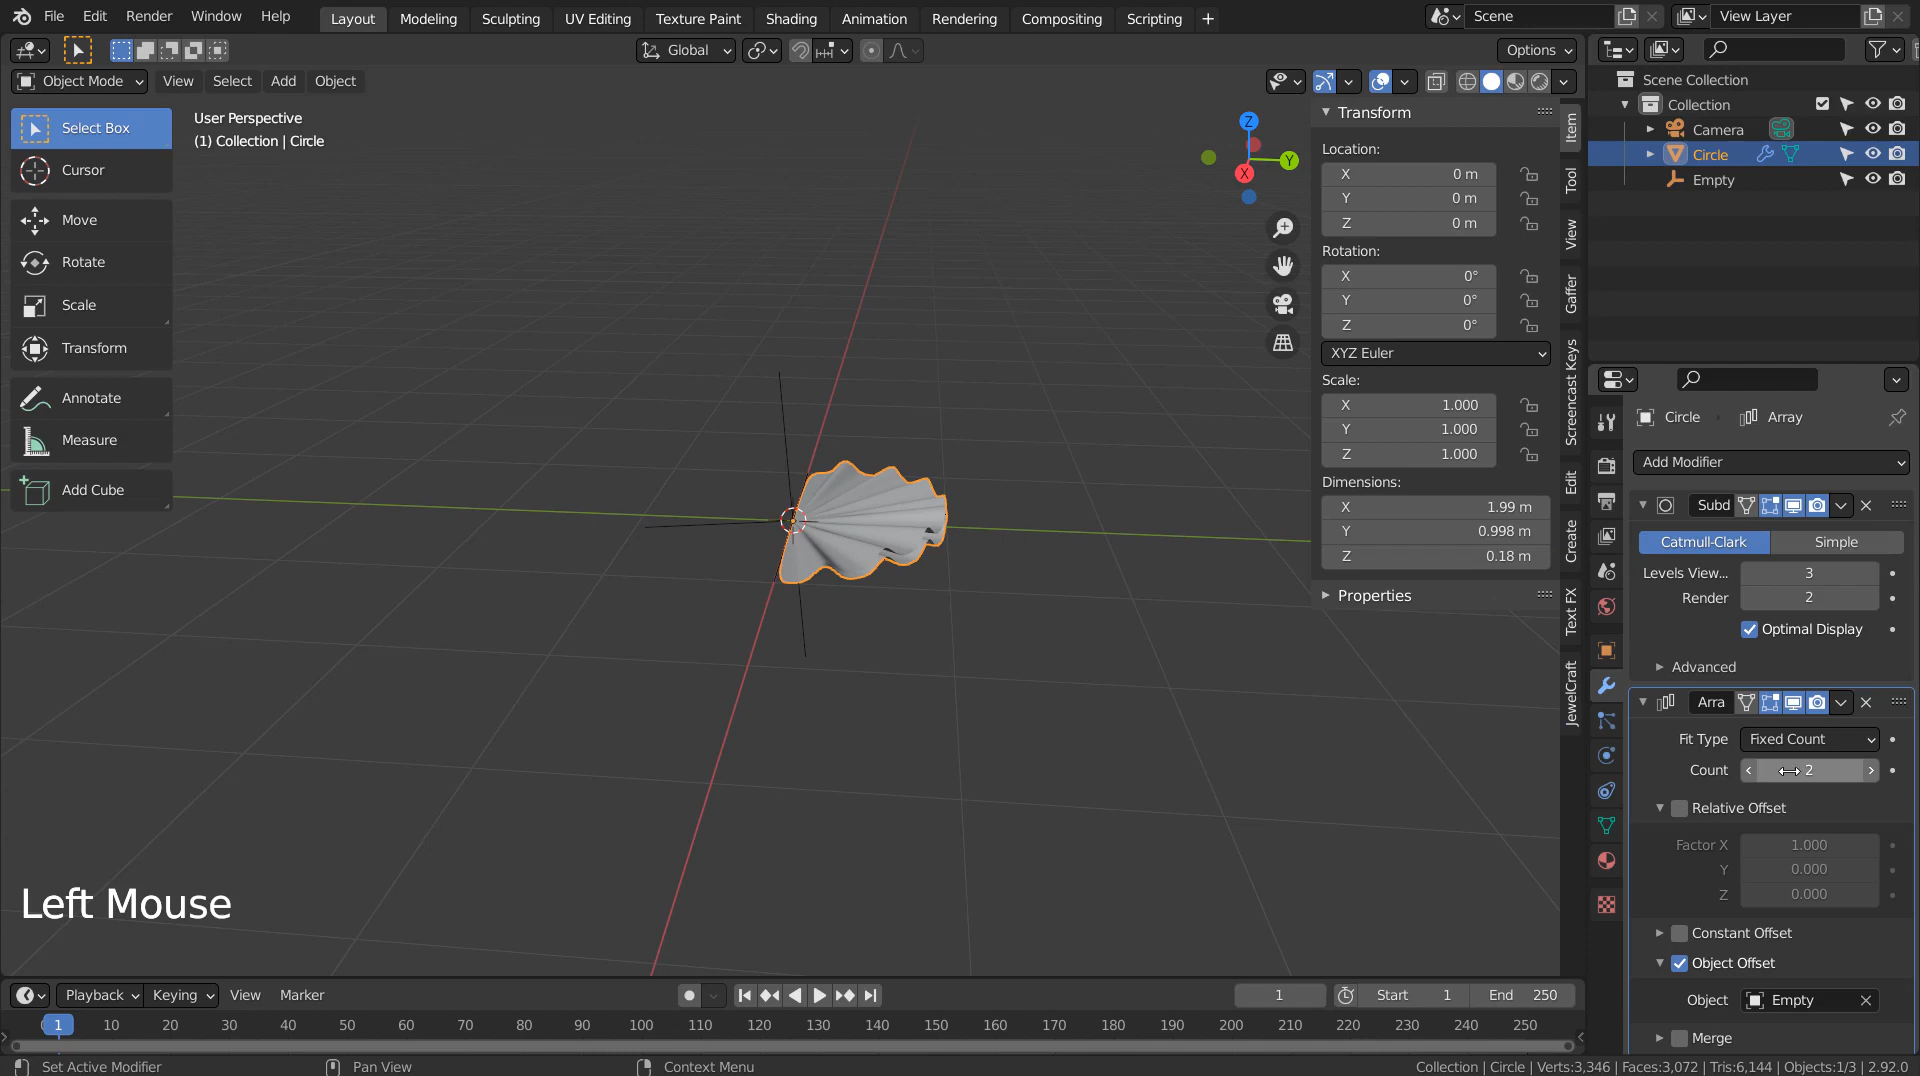 File Edit Render Window Help Layout Modeling Sculpting UV Editing Texture Paint Shading Animation Rendering Compositing Scripting + Scene View Layer
Global Options
Object Mode View Select Add Object
Select Box
Cursor
Move
Rotate
Scale
Transform
Annotate
Measure
Add Cube
User Perspective
(1) Collection | Circle
Z
Y
X
Transform
Location:
X 0 m
Y 0 m
Z 0 m
Rotation:
X 0°
Y 0°
Z 0°
XYZ Euler
Scale:
X 1.000
Y 1.000
Z 1.000
Dimensions:
X 1.99 m
Y 0.998 m
Z 0.18 m
Properties
Item
Tool
View
Gaffer
Screencast Keys
Edit
Create
Text FX
JewelCraft
Scene Collection
Collection
Camera
Circle
Empty
Circle Array
Add Modifier
Subd
Catmull-Clark Simple
Levels View... 3
Render 2
Optimal Display
Advanced
Arra
Fit Type Fixed Count
Count 2
Relative Offset
Factor X 1.000
Y 0.000
Z 0.000
Constant Offset
Object Offset
Object Empty
Merge
Left Mouse
Playback Keying View Marker 1 Start 1 End 250
1 10 20 30 40 50 60 70 80 90 100 110 120 130 140 150 160 170 180 190 200 210 220 230 240 250
Set Active Modifier Pan View Context Menu Collection | Circle | Verts:3,346 | Faces:3,072 | Tris:6,144 | Objects:1/3 | 2.92.0